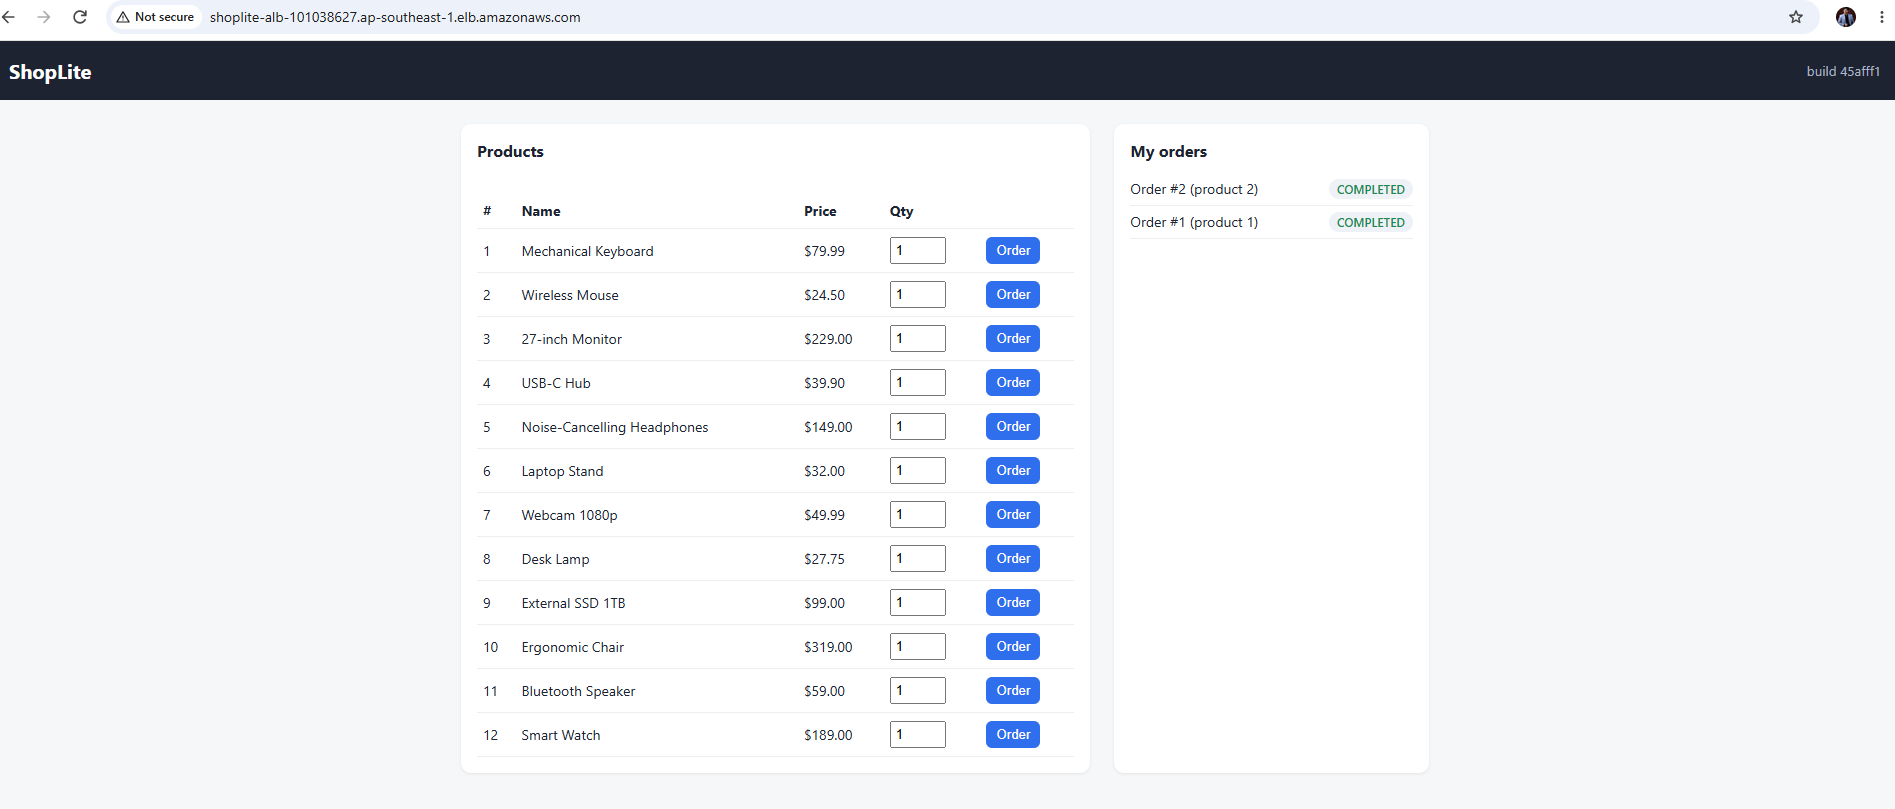 Not secure shoplite-alb-101038627.ap-southeast-1.elb.amazonaws.com
ShopLite build 45afff1
Products
# Name Price Qty
1 Mechanical Keyboard $79.99 1 Order
2 Wireless Mouse $24.50 1 Order
3 27-inch Monitor $229.00 1 Order
4 USB-C Hub $39.90 1 Order
5 Noise-Cancelling Headphones $149.00 1 Order
6 Laptop Stand $32.00 1 Order
7 Webcam 1080p $49.99 1 Order
8 Desk Lamp $27.75 1 Order
9 External SSD 1TB $99.00 1 Order
10 Ergonomic Chair $319.00 1 Order
11 Bluetooth Speaker $59.00 1 Order
12 Smart Watch $189.00 1 Order
My orders
Order #2 (product 2) COMPLETED
Order #1 (product 1) COMPLETED